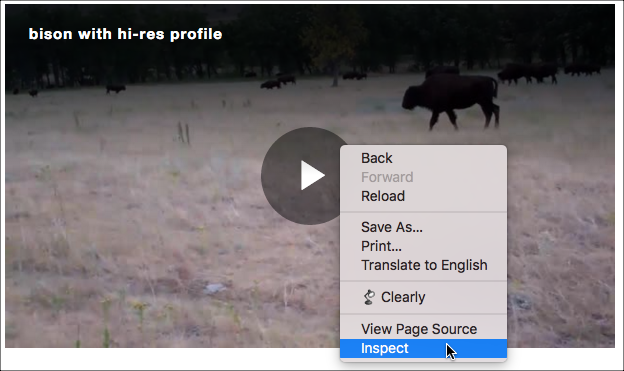 bison with hi-res profile
Back
Forward
Reload
Save As...
Print...
Translate to English
Clearly
View Page Source
Inspect